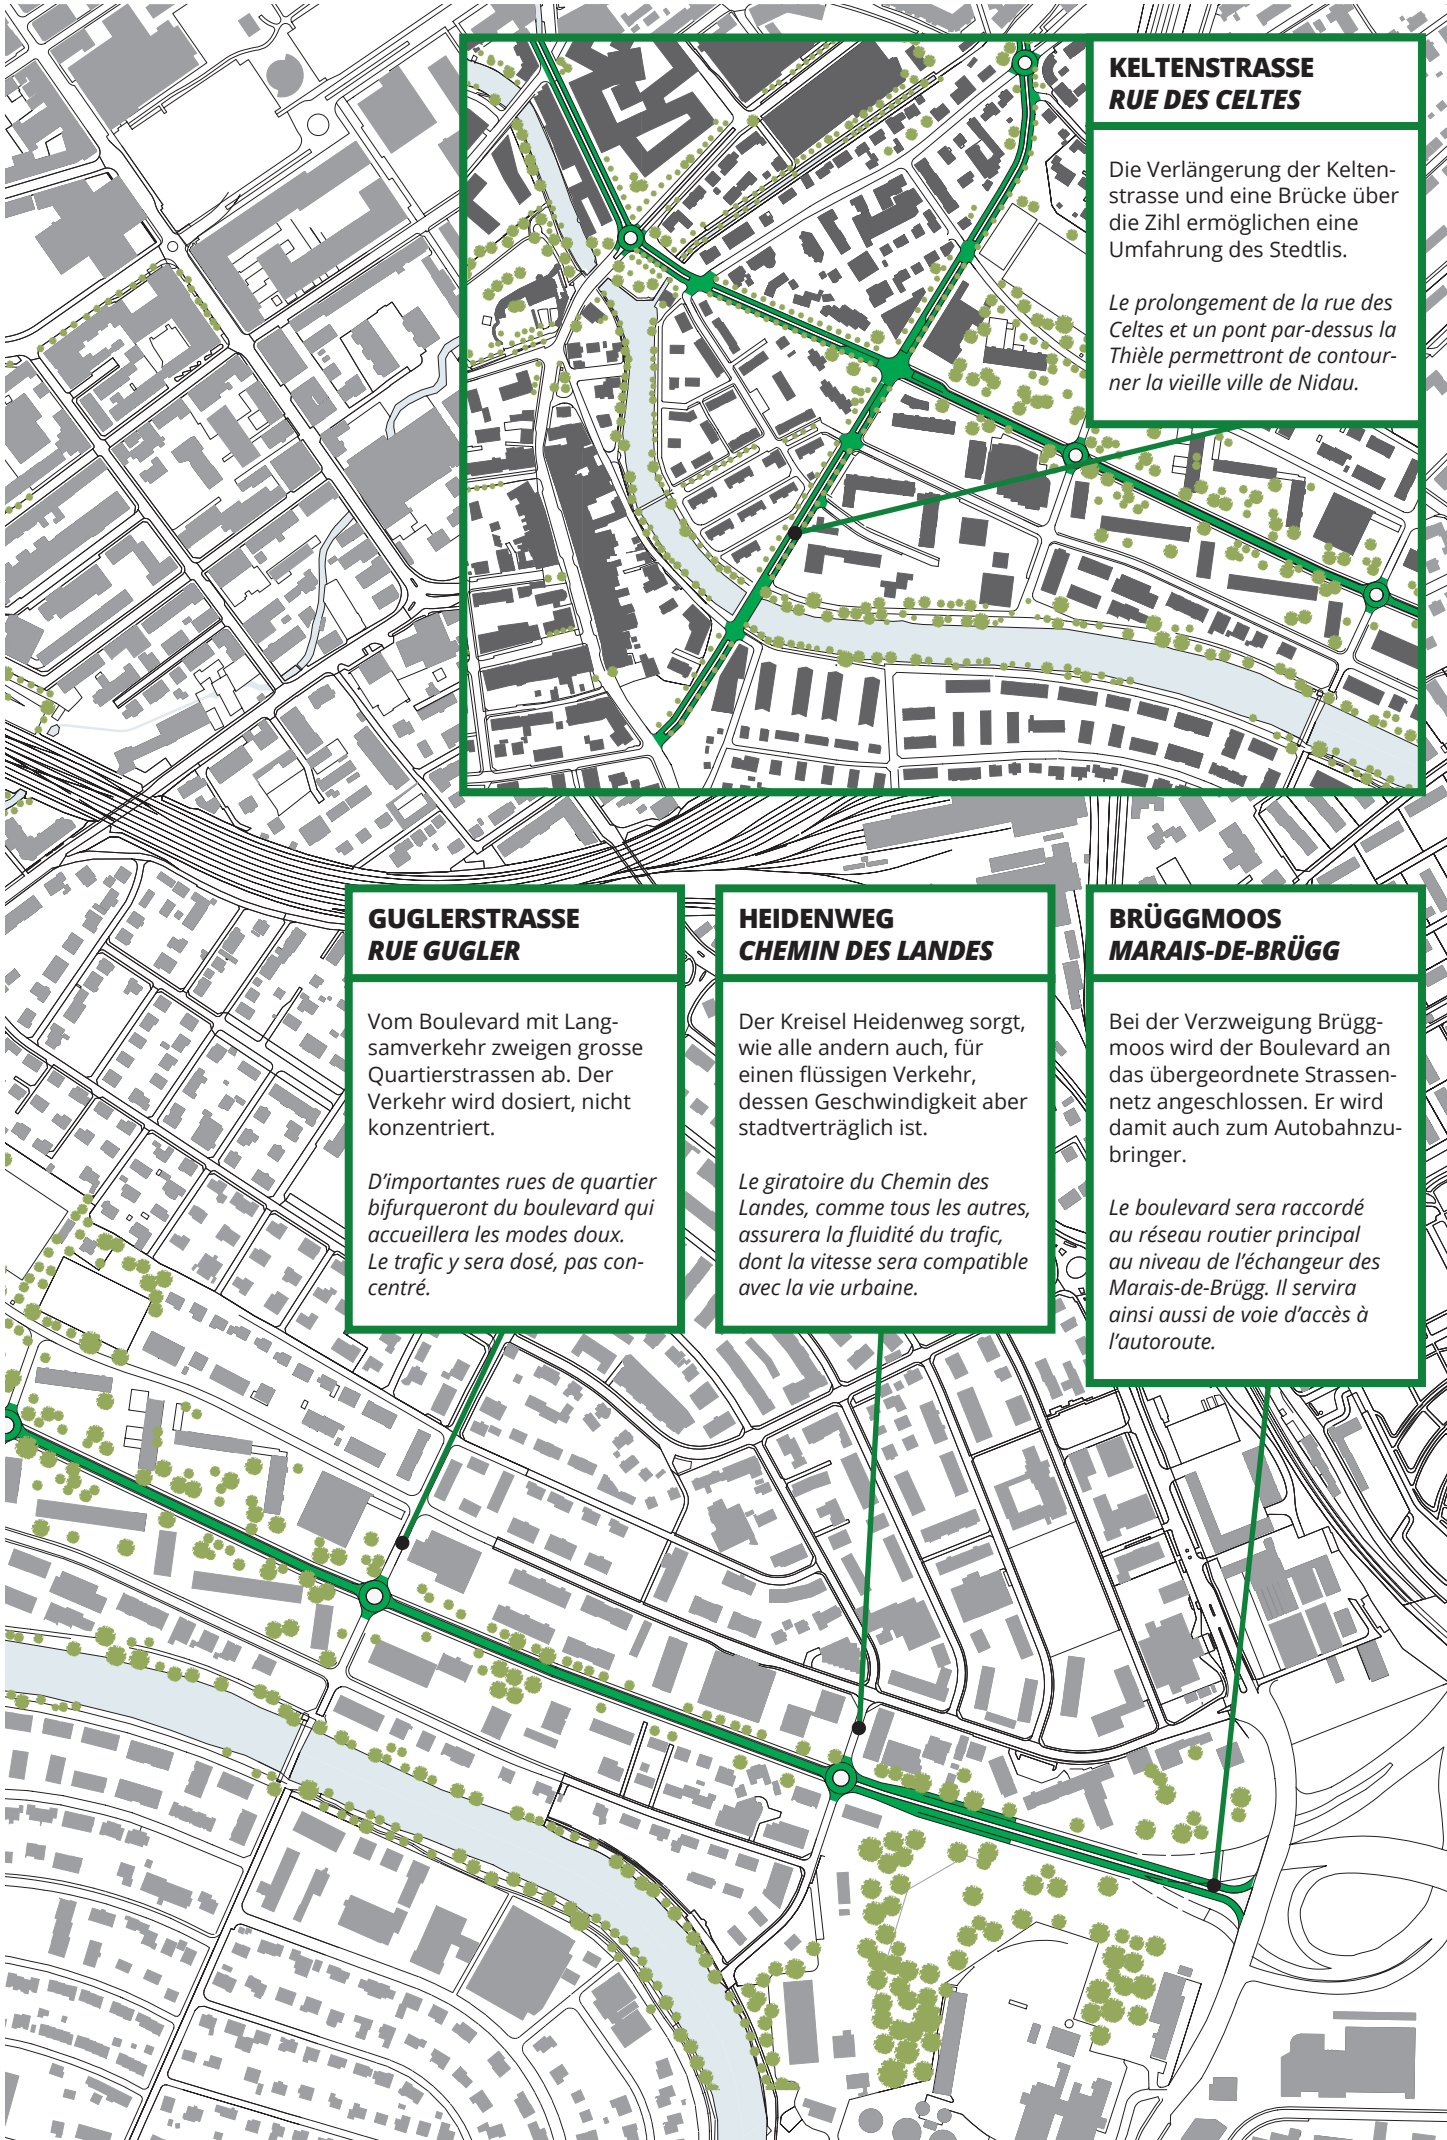 KELTENSTRASSE
RUE DES CELTES
Die Verlängerung der Kelten-
strasse und eine Brücke über
die Zihl ermöglichen eine
Umfahrung des Stedtlis.
Le prolongement de la rue des
Celtes et un pont par-dessus la
Thièle permettront de contour-
ner la vieille ville de Nidau.
GUGLERSTRASSE
RUE GUGLER
Vom Boulevard mit Lang-
samverkehr zweigen grosse
Quartierstrassen ab. Der
Verkehr wird dosiert, nicht
konzentriert.
D'importantes rues de quartier
bifurqueront du boulevard qui
accueillera les modes doux.
Le trafic y sera dosé, pas con-
centré.
HEIDENWEG
CHEMIN DES LANDES
Der Kreisel Heidenweg sorgt,
wie alle andern auch, für
einen flüssigen Verkehr,
dessen Geschwindigkeit aber
stadtverträglich ist.
Le giratoire du Chemin des
Landes, comme tous les autres,
assurera la fluidité du trafic,
dont la vitesse sera compatible
avec la vie urbaine.
BRÜGGMOOS
MARAIS-DE-BRÜGG
Bei der Verzweigung Brügg-
moos wird der Boulevard an
das übergeordnete Strassen-
netz angeschlossen. Er wird
damit auch zum Autobahnzu-
bringer.
Le boulevard sera raccordé
au réseau routier principal
au niveau de l'échangeur des
Marais-de-Brügg. Il servira
ainsi aussi de voie d'accès à
l'autoroute.